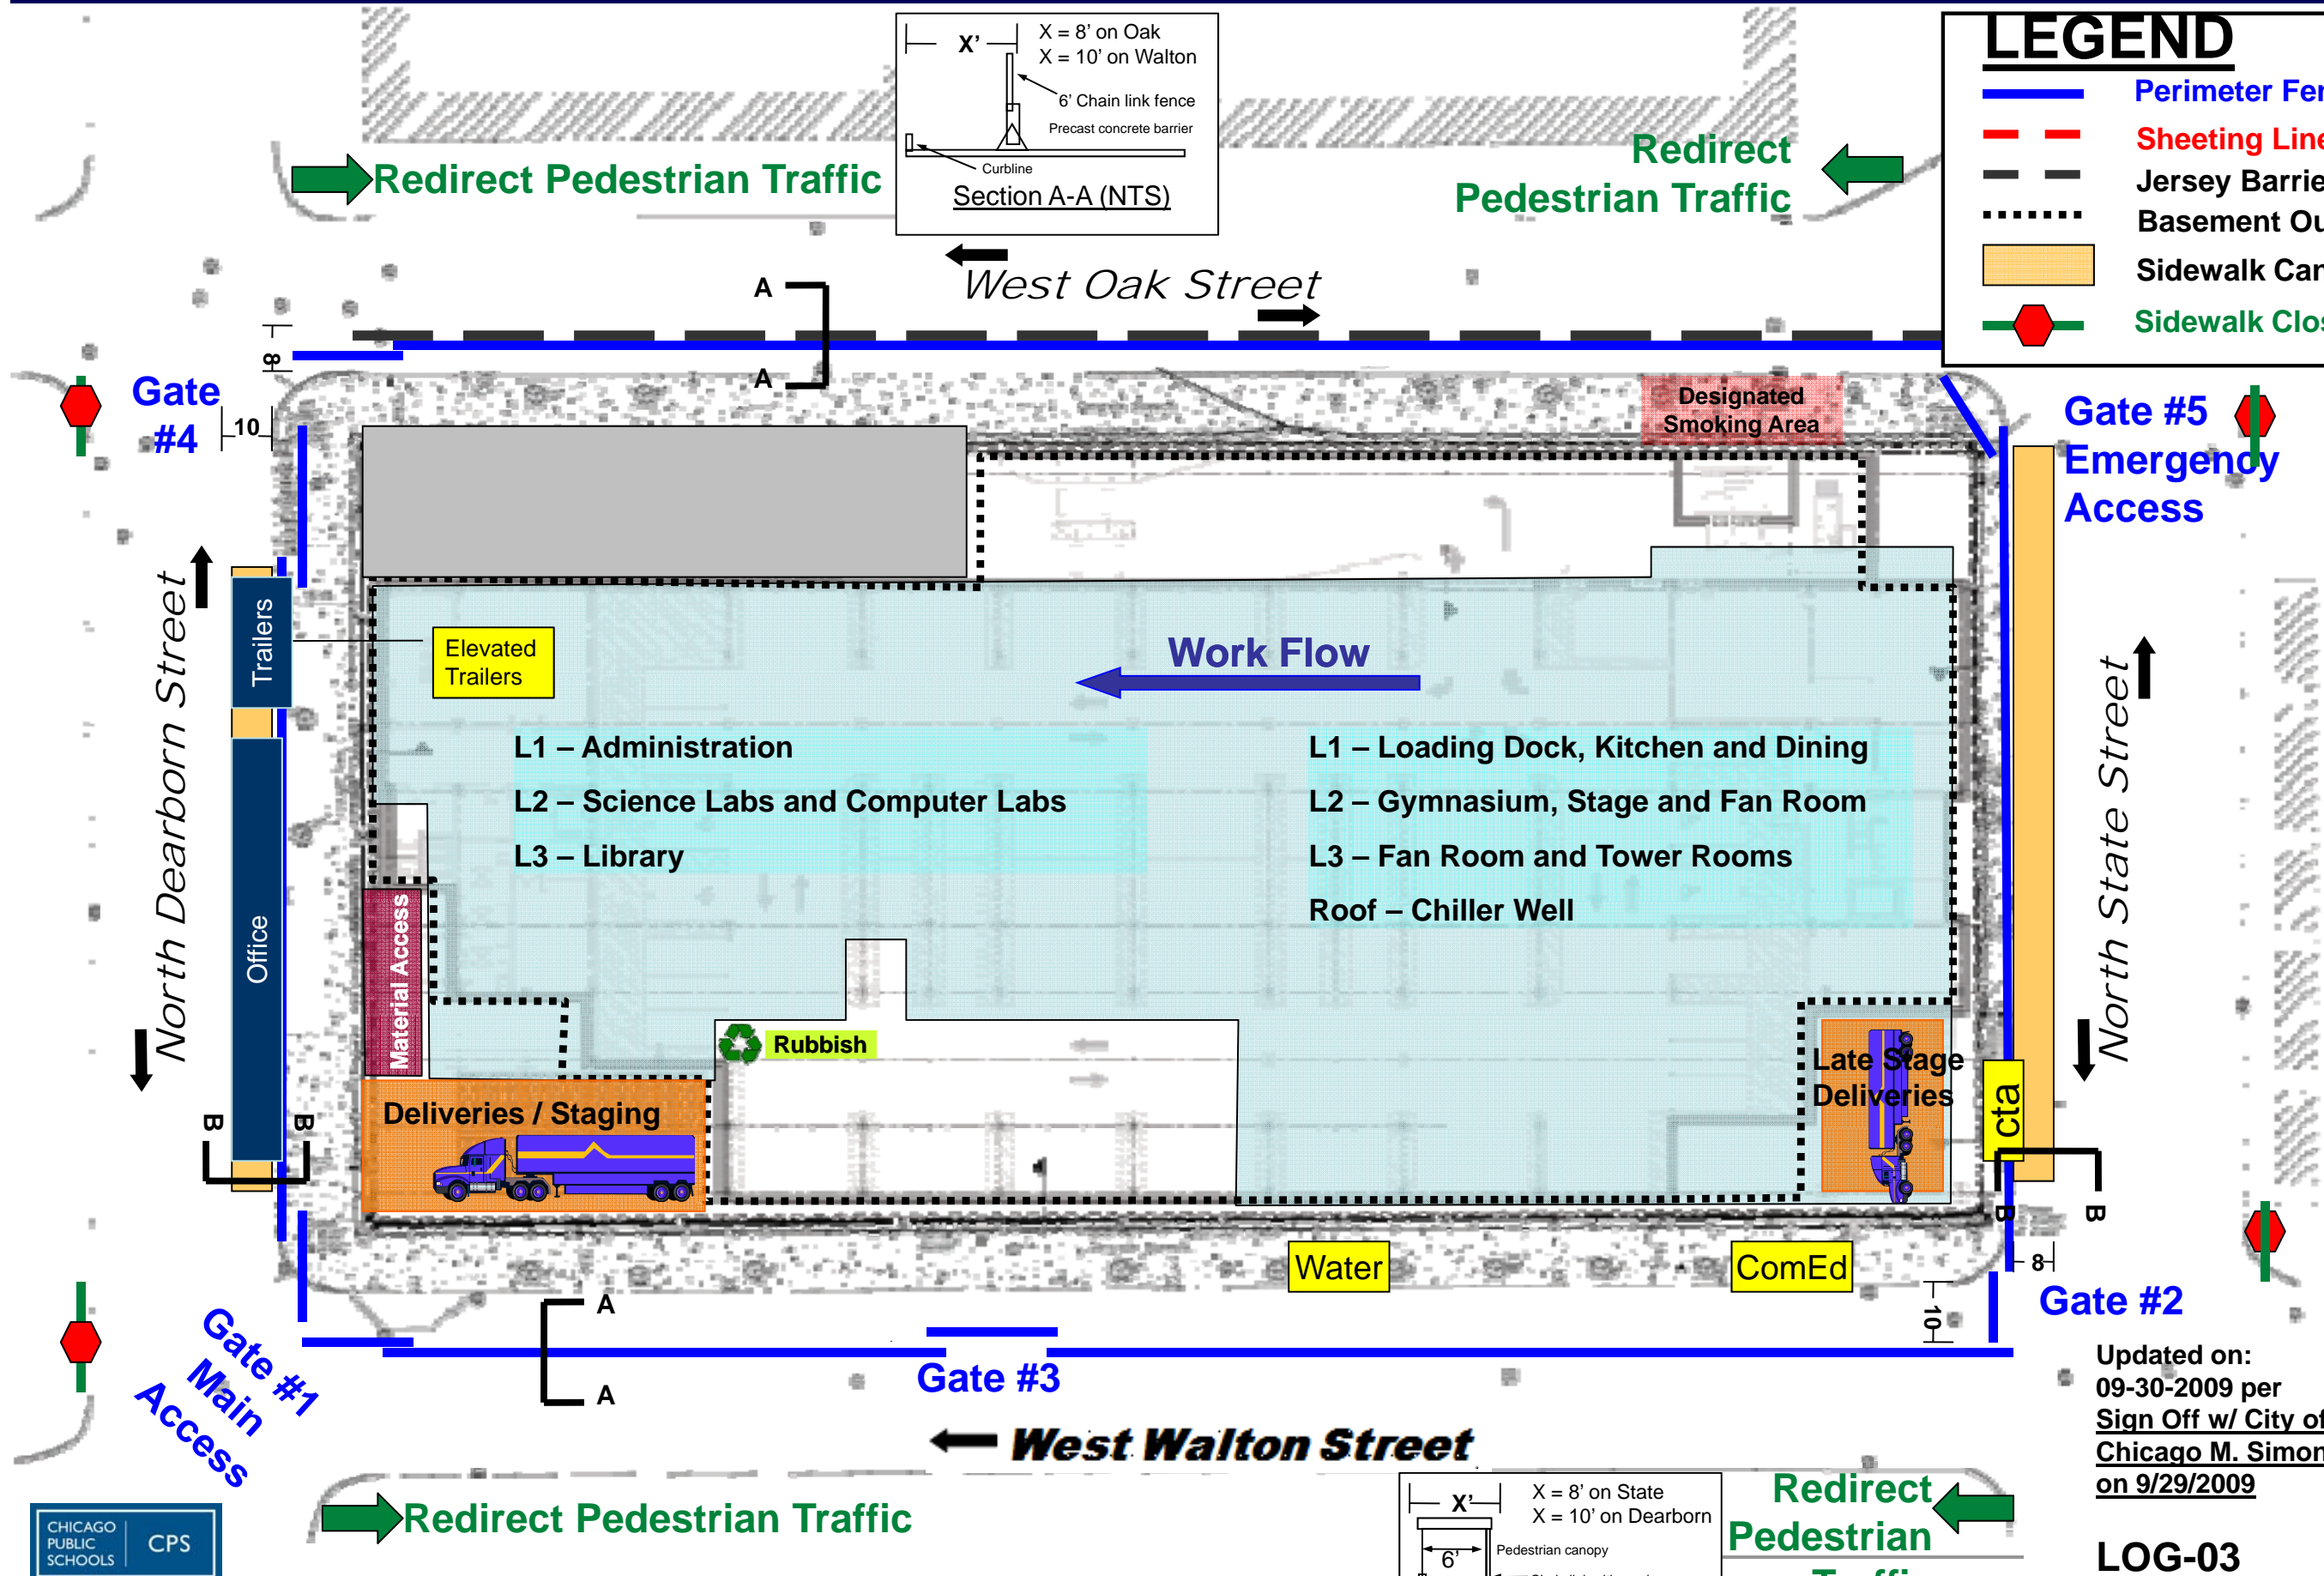 X'
X = 8' on Oak
X = 10' on Walton
6' Chain link fence
Precast concrete barrier
Curbline
Section A-A (NTS)
LEGEND
Perimeter
Sheeting
Jersey
Basement
Sidewalk
Sidewalk
Redirect Pedestrian Traffic
Redirect
Pedestrian Traffic
West Oak Street
A
A
8
Gate
#4
10
Designated
Smoking Area
Gate #5
Emergency
Access
North Dearborn Street
Trailers
Elevated
Trailers
Office
Work Flow
L1 – Administration
L2 – Science Labs and Computer Labs
L3 – Library
L1 – Loading Dock, Kitchen and Dining
L2 – Gymnasium, Stage and Fan Room
L3 – Fan Room and Tower Rooms
Roof – Chiller Well
North State Street
Material Access
Rubbish
Deliveries / Staging
Late Stage
Deliveries
cta
B
B
B
B
8
10
Water
ComEd
Gate #2
A
A
Gate #1
Main
Access
Gate #3
West Walton Street
Updated on:
09-30-2009 per
Sign Off w/ City of
Chicago M. Simon
on 9/29/2009
LOG-03
CHICAGO
PUBLIC
SCHOOLS
CPS
Redirect Pedestrian Traffic
X'
X = 8' on State
X = 10' on Dearborn
6'
Pedestrian canopy
Redirect
Pedestrian